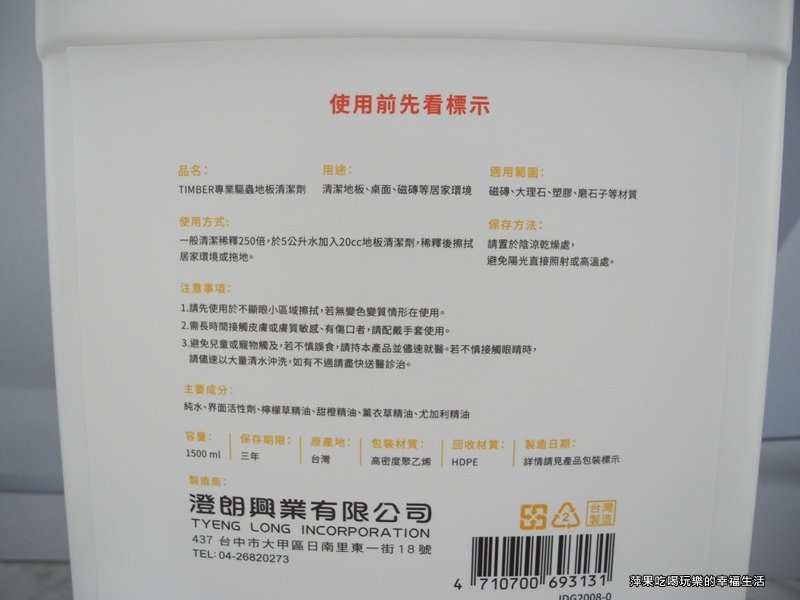 使用前先看標示
品名：
TIMBER專業驅蟲地板清潔劑
用途：
清潔地板、桌面、磁磚等居家環境
適用範圍：
磁磚、大理石、塑膠、磨石子等材質
使用方式：
一般清潔稀釋250倍，於5公升水加入20cc地板清潔劑，稀釋後擦拭
居家環境或拖地。
保存方法：
請置於陰涼乾燥處，
避免陽光直接照射或高溫處。
注意事項：
1.請先使用於不顯眼小區域擦拭，若無變色變質情形在使用。
2.需長時間接觸皮膚或膚質敏感、有傷口者，請配戴手套使用。
3.避免兒童或寵物觸及，若不慎誤食，請持本產品並儘速就醫。若不慎接觸眼睛時，
請儘速以大量清水沖洗，如有不適請盡快送醫診治。
主要成分：
純水、界面活性劑、檸檬草精油、甜橙精油、薰衣草精油、尤加利精油
容量：
1500 ml
保存期限：
三年
原產地：
台灣
包裝材質：
高密度聚乙烯
回收材質：
HDPE
製造日期：
詳情請見產品包裝標示
製造商：
澄朗興業有限公司
TYENG LONG INCORPORATION
437 台中市大甲區日南里東一街18號
TEL: 04-26820273
2
台灣
製造
4 710700 693131
IDG2008-0
萍果吃喝玩樂的幸福生活